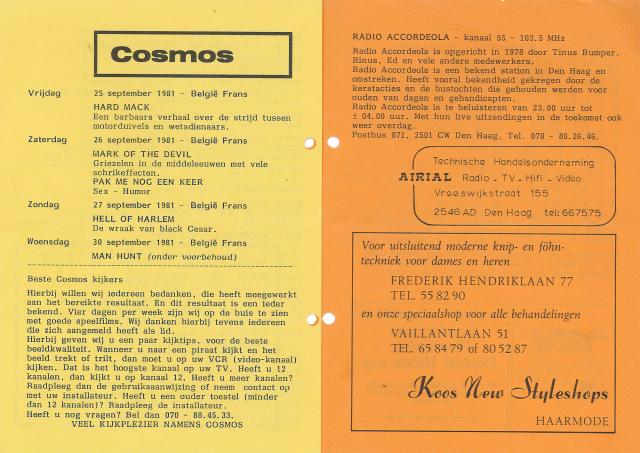 Cosmos
Vrijdag 25 september 1981 - België Frans
HARD MACK
Een barbaars verhaal over de strijd tussen
motorduivels en wetsdienaars.
Zaterdag 26 september 1981 - België Frans
MARK OF THE DEVIL
Griezelen in de middeleeuwen met vele
schrikeffecten.
PAK ME NOG EEN KEER
Sex - Humor
Zondag 27 september 1981 - België Frans
HELL OF HARLEM
De wraak van black Cesar.
Woensdag 30 september 1981 - België Frans
MAN HUNT (onder voorbehoud)
Beste Cosmos kijkers
Hierbij willen wij iedereen bedanken, die heeft meegewerkt
aan het bereikte resultaat. En dit resultaat is een ieder
bekend. Vier dagen per week zijn wij op de buis te zien
met goede speelfilms. Wij danken hierbij tevens iedereen
die zich aangemeld heeft als lid.
Hierbij geven wij u een paar kijktips, voor de beste
beeldkwaliteit. Wanneer u naar een piraat kijkt en het
beeld trekt of trilt, dan moet u op uw VCR (video-kanaal)
kijken. Dat is het hoogste kanaal op uw TV. Heeft u 12
kanalen, dan kijkt u op kanaal 12. Heeft u meer kanalen?
Raadpleeg dan de gebruiksaanwijzing of neem contact op
met uw installateur. Heeft u een ouder toestel (minder
dan 12 kanalen)? Raadpleeg de installateur.
Heeft u nog vragen? Bel dan 070 - 88.45.33.
VEEL KIJKPLEZIER NAMENS COSMOS
RADIO ACCORDEOLA - kanaal 55 - 103.5 MHz
Radio Accordeola is opgericht in 1978 door Tinus Bumper,
Rinus, Ed en vele andere medewerkers.
Radio Accordeola is een bekend station in Den Haag en
omstreken. Heeft vooral bekendheid gekregen door de
kerstacties en de bustochten die gehouden werden voor
ouden van dagen en gehandicapten.
Radio Accordeola is te beluisteren van 23.00 uur tot
± 04.00 uur. Met hun live uitzendingen in de toekomst ook
weer overdag.
Postbus 871, 2501 CW Den Haag, Tel. 070 - 80.26.46.
Technische Handelsonderneming
AIRIAL Radio - TV - Hifi - Video
Vreeswijkstraat 155
2546 AD Den Haag tel: 667575
Voor uitsluitend moderne knip- en föhn-
techniek voor dames en heren
FREDERIK HENDRIKLAAN 77
TEL. 55 82 90
en onze speciaalshop voor alle behandelingen
VAILLANTLAAN 51
TEL. 65 84 79 of 80 52 87
Koos New Styleshops
HAARMODE